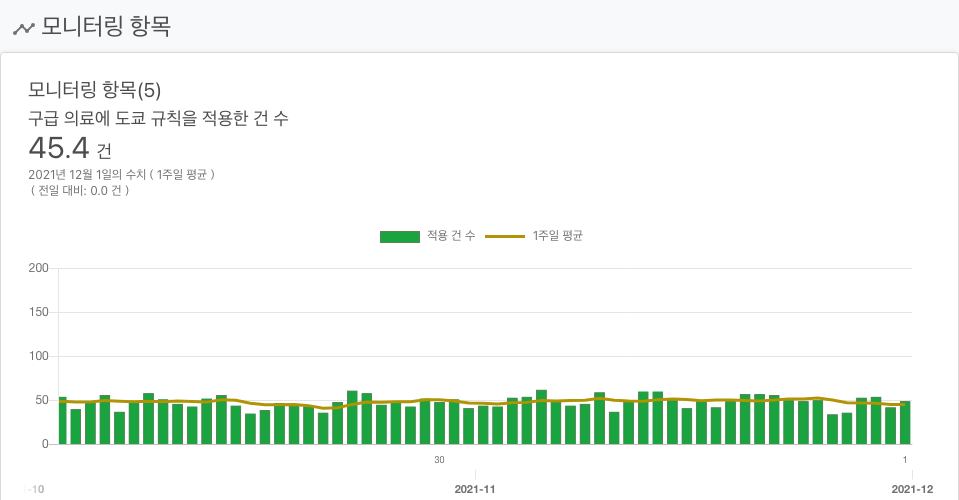 모니터링 항목
모니터링 항목(5)
구급 의료에 도쿄 규칙을 적용한 건 수
45.4 건
2021년 12월 1일의 수치 ( 1주일 평균 )
( 전일 대비: 0.0 건 )
적용 건 수 1주일 평균
200
150
100
50
0
30 1
-10 2021-11 2021-12